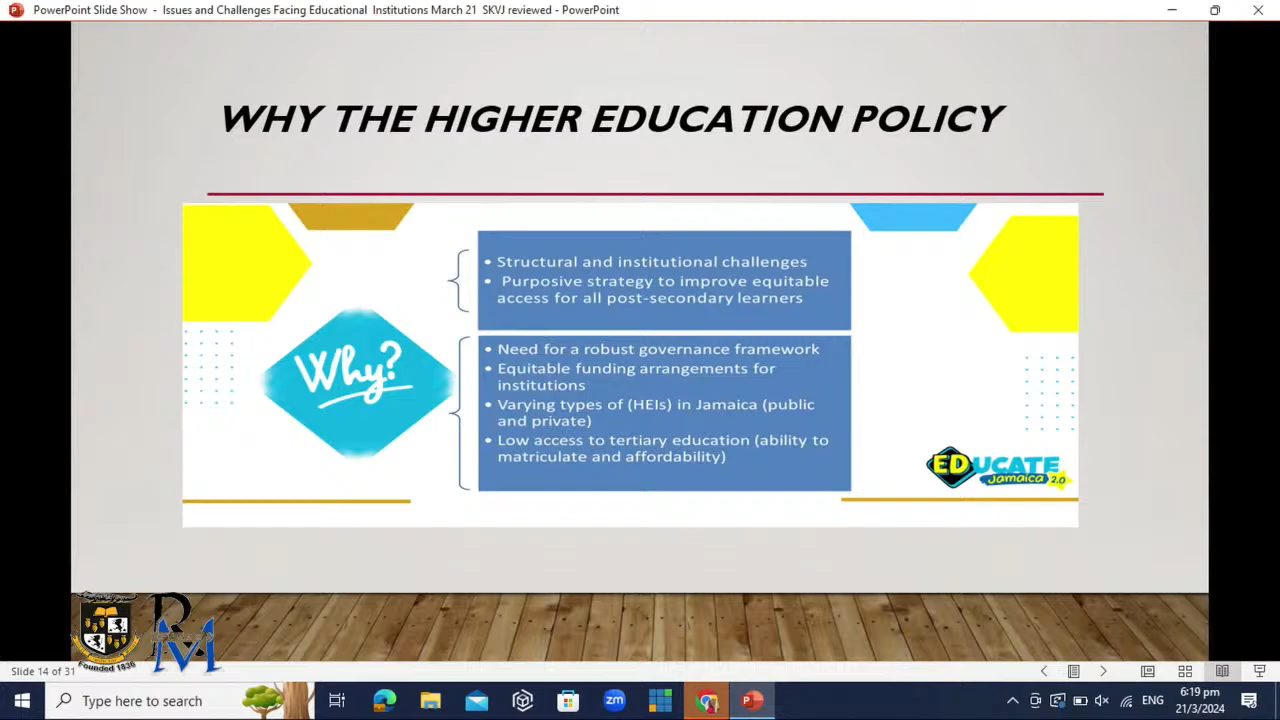 PowerPoint Slide Show - Issues and Challenges Facing Educational Institutions March 21 SKVJ reviewed - PowerPoint
WHY THE HIGHER EDUCATION POLICY
• Structural and institutional challenges
• Purposive strategy to improve equitable
access for all post-secondary learners
Why?
• Need for a robust governance framework
• Equitable funding arrangements for
institutions
• Varying types of (HEIs) in Jamaica (public
and private)
• Low access to tertiary education (ability to
matriculate and affordability)
EDUCATE
Jamaica 2.0
RM
Founded 1836
Slide 14 of 31
Type here to search
zm
ENG
6:19 pm
21/3/2024